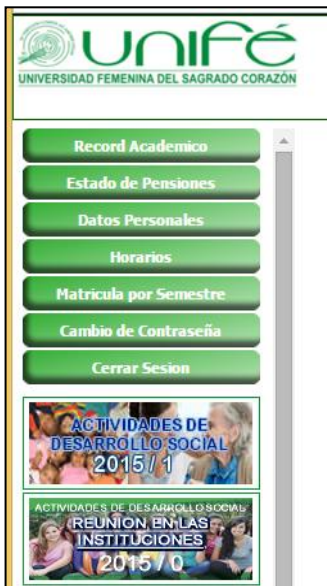 unifé
UNIVERSIDAD FEMENINA DEL SAGRADO CORAZÓN
Record Academico
Estado de Pensiones
Datos Personales
Horarios
Matricula por Semestre
Cambio de Contraseña
Cerrar Sesion
ACTIVIDADES DE
DESARROLLO SOCIAL
2015 / 1
ACTIVIDADES DE DESARROLLO SOCIAL
REUNION EN LAS
INSTITUCIONES
2015 / 0